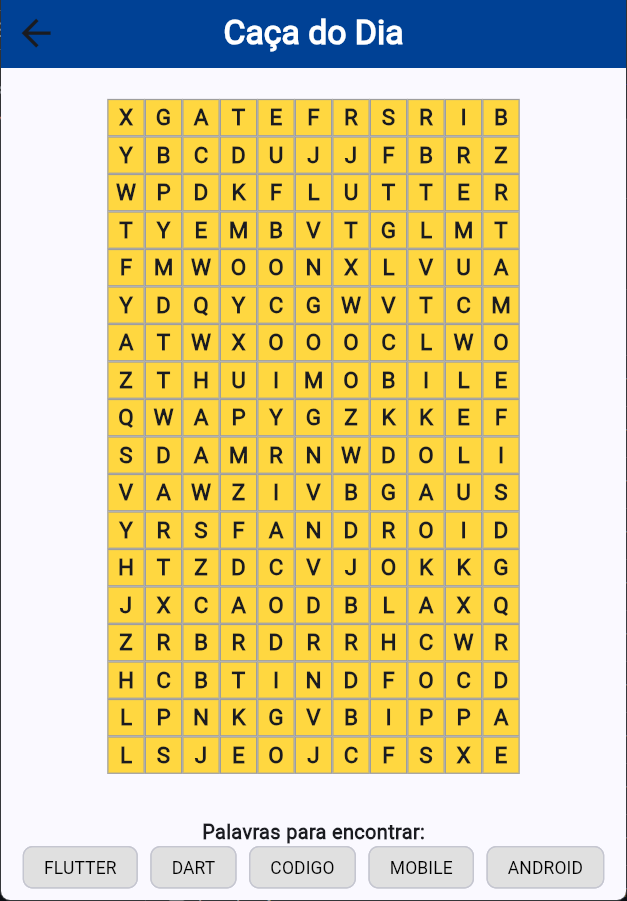 Caça do Dia
X G A T E F R S R I B
Y B C D U J J F B R Z
W P D K F L U T T E R
T Y E M B V T G L M T
F M W O O N X L V U A
Y D Q Y C G W V T C M
A T W X O O O C L W O
Z T H U I M O B I L E
Q W A P Y G Z K K E F
S D A M R N W D O L I
V A W Z I V B G A U S
Y R S F A N D R O I D
H T Z D C V J O K K G
J X C A O D B L A X Q
Z R B R D R R H C W R
H C B T I N D F O C D
L P N K G V B I P P A
L S J E O J C F S X E
Palavras para encontrar:
FLUTTER DART CODIGO MOBILE ANDROID